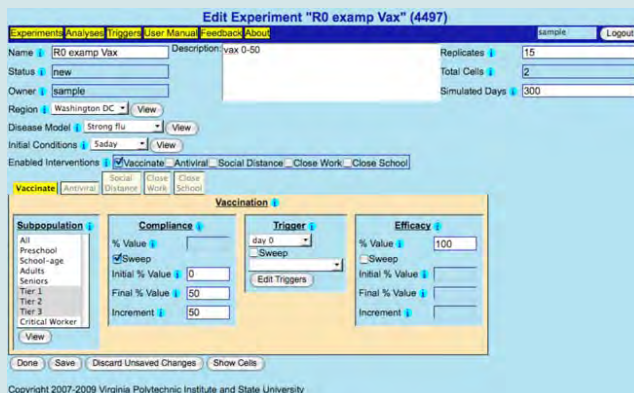 Edit Experiment "R0 examp Vax" (4497)
Experiments Analyses Triggers User Manual Feedback About sample Logout
Name i R0 examp Vax Description: vax 0-50 Replicates i 15
Status i new Total Cells i 2
Owner i sample Simulated Days i 300
Region i Washington DC View
Disease Model i Strong flu View
Initial Conditions i 5aday View
Enabled Interventions i Vaccinate Antiviral Social Distance Close Work Close School
Vaccinate Antiviral Social Distance Close Work Close School
Vaccination i
Subpopulation i
All
Preschool
School-age
Adults
Seniors
Tier 1
Tier 2
Tier 3
Critical Worker
View
Compliance i
% Value i
Sweep
Initial % Value i 0
Final % Value i 50
Increment i 50
Trigger i
day 0
Sweep
Edit Triggers
Efficacy i
% Value i 100
Sweep
Initial % Value i
Final % Value i
Increment i
Done Save Discard Unsaved Changes Show Cells
Copyright 2007-2009 Virginia Polytechnic Institute and State University